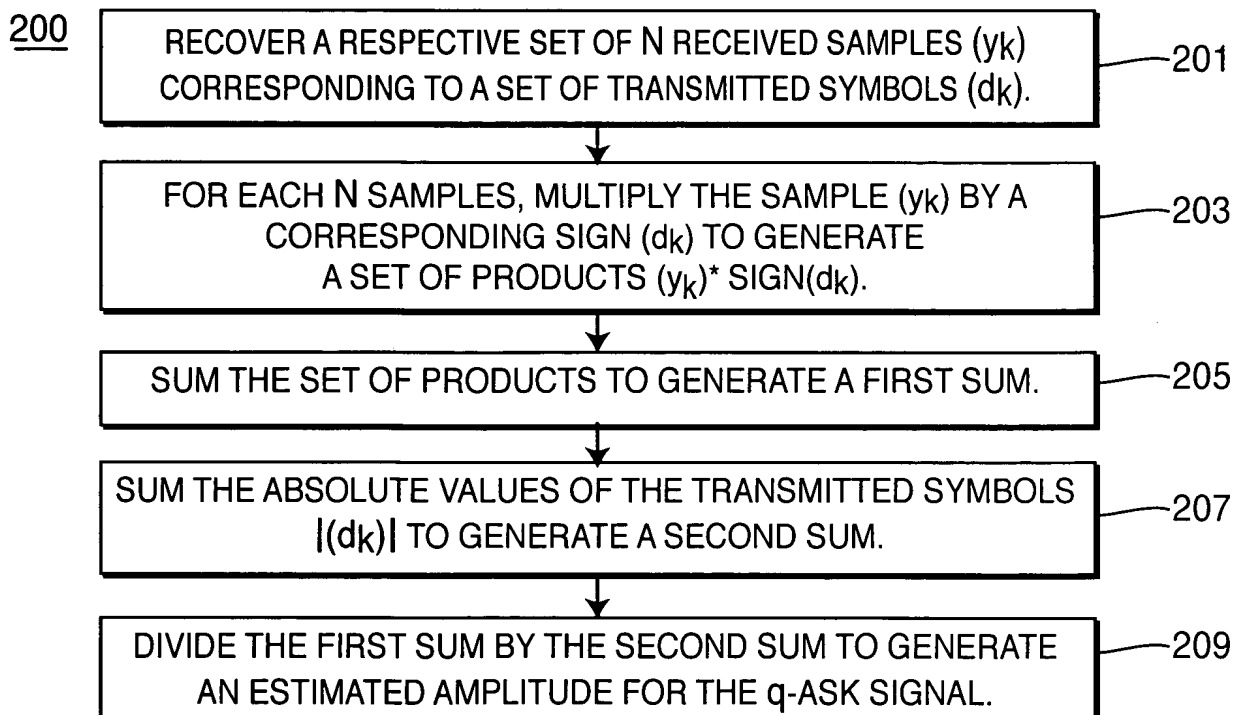 200
RECOVER A RESPECTIVE SET OF N RECEIVED SAMPLES (yk)
CORRESPONDING TO A SET OF TRANSMITTED SYMBOLS (dk).
201
FOR EACH N SAMPLES, MULTIPLY THE SAMPLE (yk) BY A
CORRESPONDING SIGN (dk) TO GENERATE
A SET OF PRODUCTS (yk)* SIGN(dk).
203
SUM THE SET OF PRODUCTS TO GENERATE A FIRST SUM.
205
SUM THE ABSOLUTE VALUES OF THE TRANSMITTED SYMBOLS
|(dk)| TO GENERATE A SECOND SUM.
207
DIVIDE THE FIRST SUM BY THE SECOND SUM TO GENERATE
AN ESTIMATED AMPLITUDE FOR THE q-ASK SIGNAL.
209